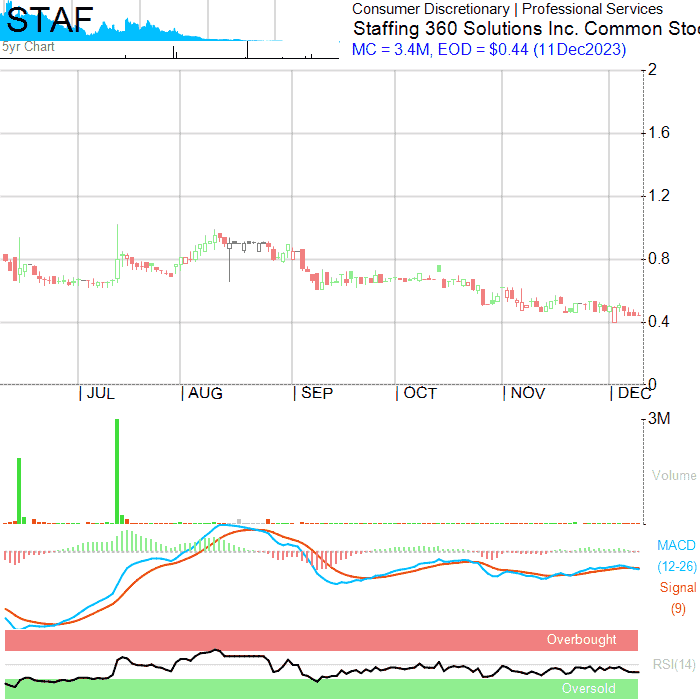 STAF
5yr Chart
Consumer Discretionary | Professional Services
Staffing 360 Solutions Inc. Common Stoc
MC = 3.4M, EOD = $0.44 (11Dec2023)
2
1.6
1.2
0.8
0.4
0
| JUL | AUG | SEP | OCT | NOV | DEC
3M
Volume
MACD
(12-26)
Signal
(9)
Overbought
RSI(14)
Oversold